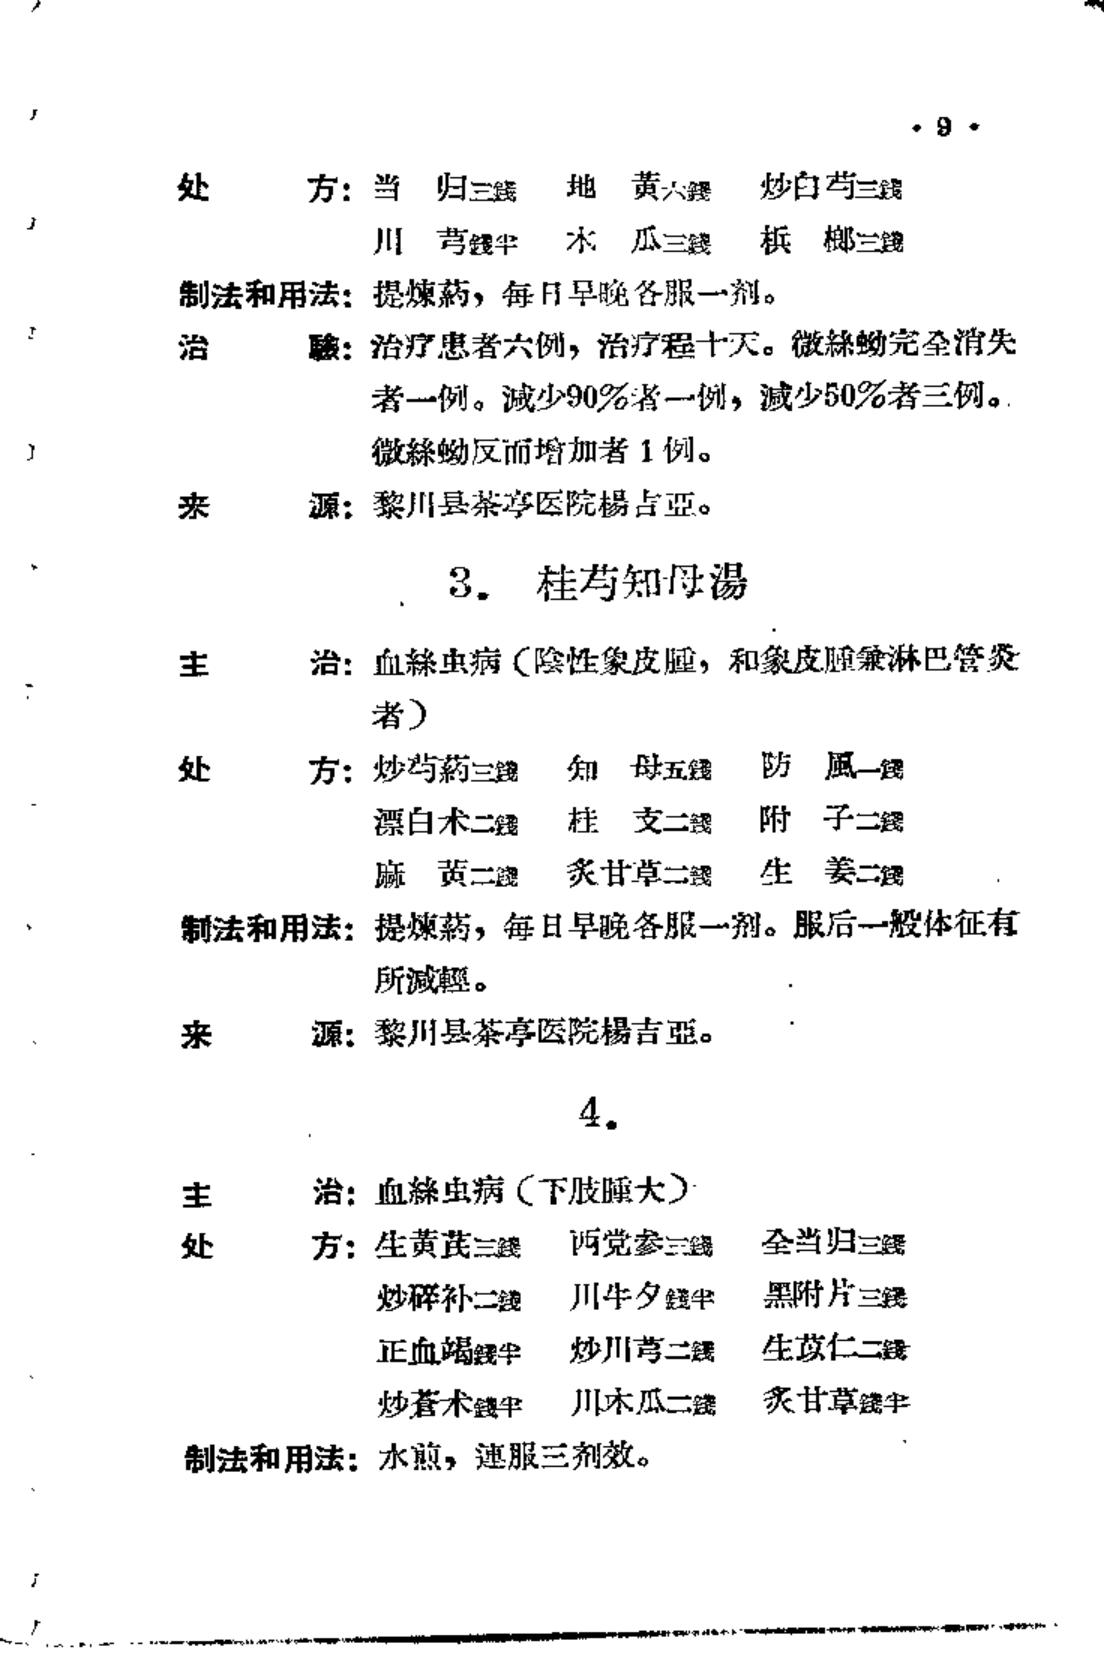 • 9 •
处 方：当 归三錢 地 黃六錢 炒白芍三錢
川 芎錢半 木 瓜三錢 梹 榔三錢
制法和用法：提煉葯，每日早晚各服一剂。
治 驗：治疗患者六例，治疗程十天。微絲蚴完全消失
者一例。減少90％者一例，減少50％者三例。
微絲蚴反而增加者1例。
来 源：黎川县茶亭医院楊吉亞。
3. 桂芍知母湯
主 治：血絲虫病（陰性象皮腫，和象皮腫兼淋巴管炎
者）
处 方：炒芍葯三錢 知 母五錢 防 風一錢
漂白术二錢 桂 支二錢 附 子二錢
麻 黄二錢 炙甘草二錢 生 姜二錢
制法和用法：提煉葯，每日早晚各服一剂。服后一般体征有
所減輕。
来 源：黎川县茶亭医院楊吉亞。
4.
主 治：血絲虫病（下肢腫大）
处 方：生黄芪三錢 西党参三錢 全当归三錢
炒碎补二錢 川牛夕錢半 黑附片三錢
正血竭錢半 炒川芎二錢 生苡仁二錢
炒蒼术錢半 川木瓜二錢 炙甘草錢半
制法和用法：水煎，連服三剂效。